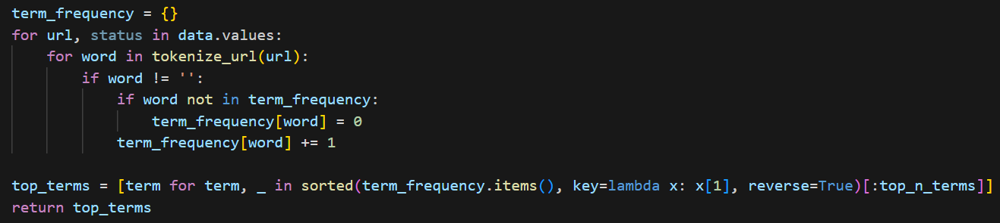 term_frequency = {}
for url, status in data.values:
    for word in tokenize_url(url):
        if word != '':
            if word not in term_frequency:
                term_frequency[word] = 0
            term_frequency[word] += 1

top_terms = [term for term, _ in sorted(term_frequency.items(), key=lambda x: x[1], reverse=True)[:top_n_terms]]
return top_terms